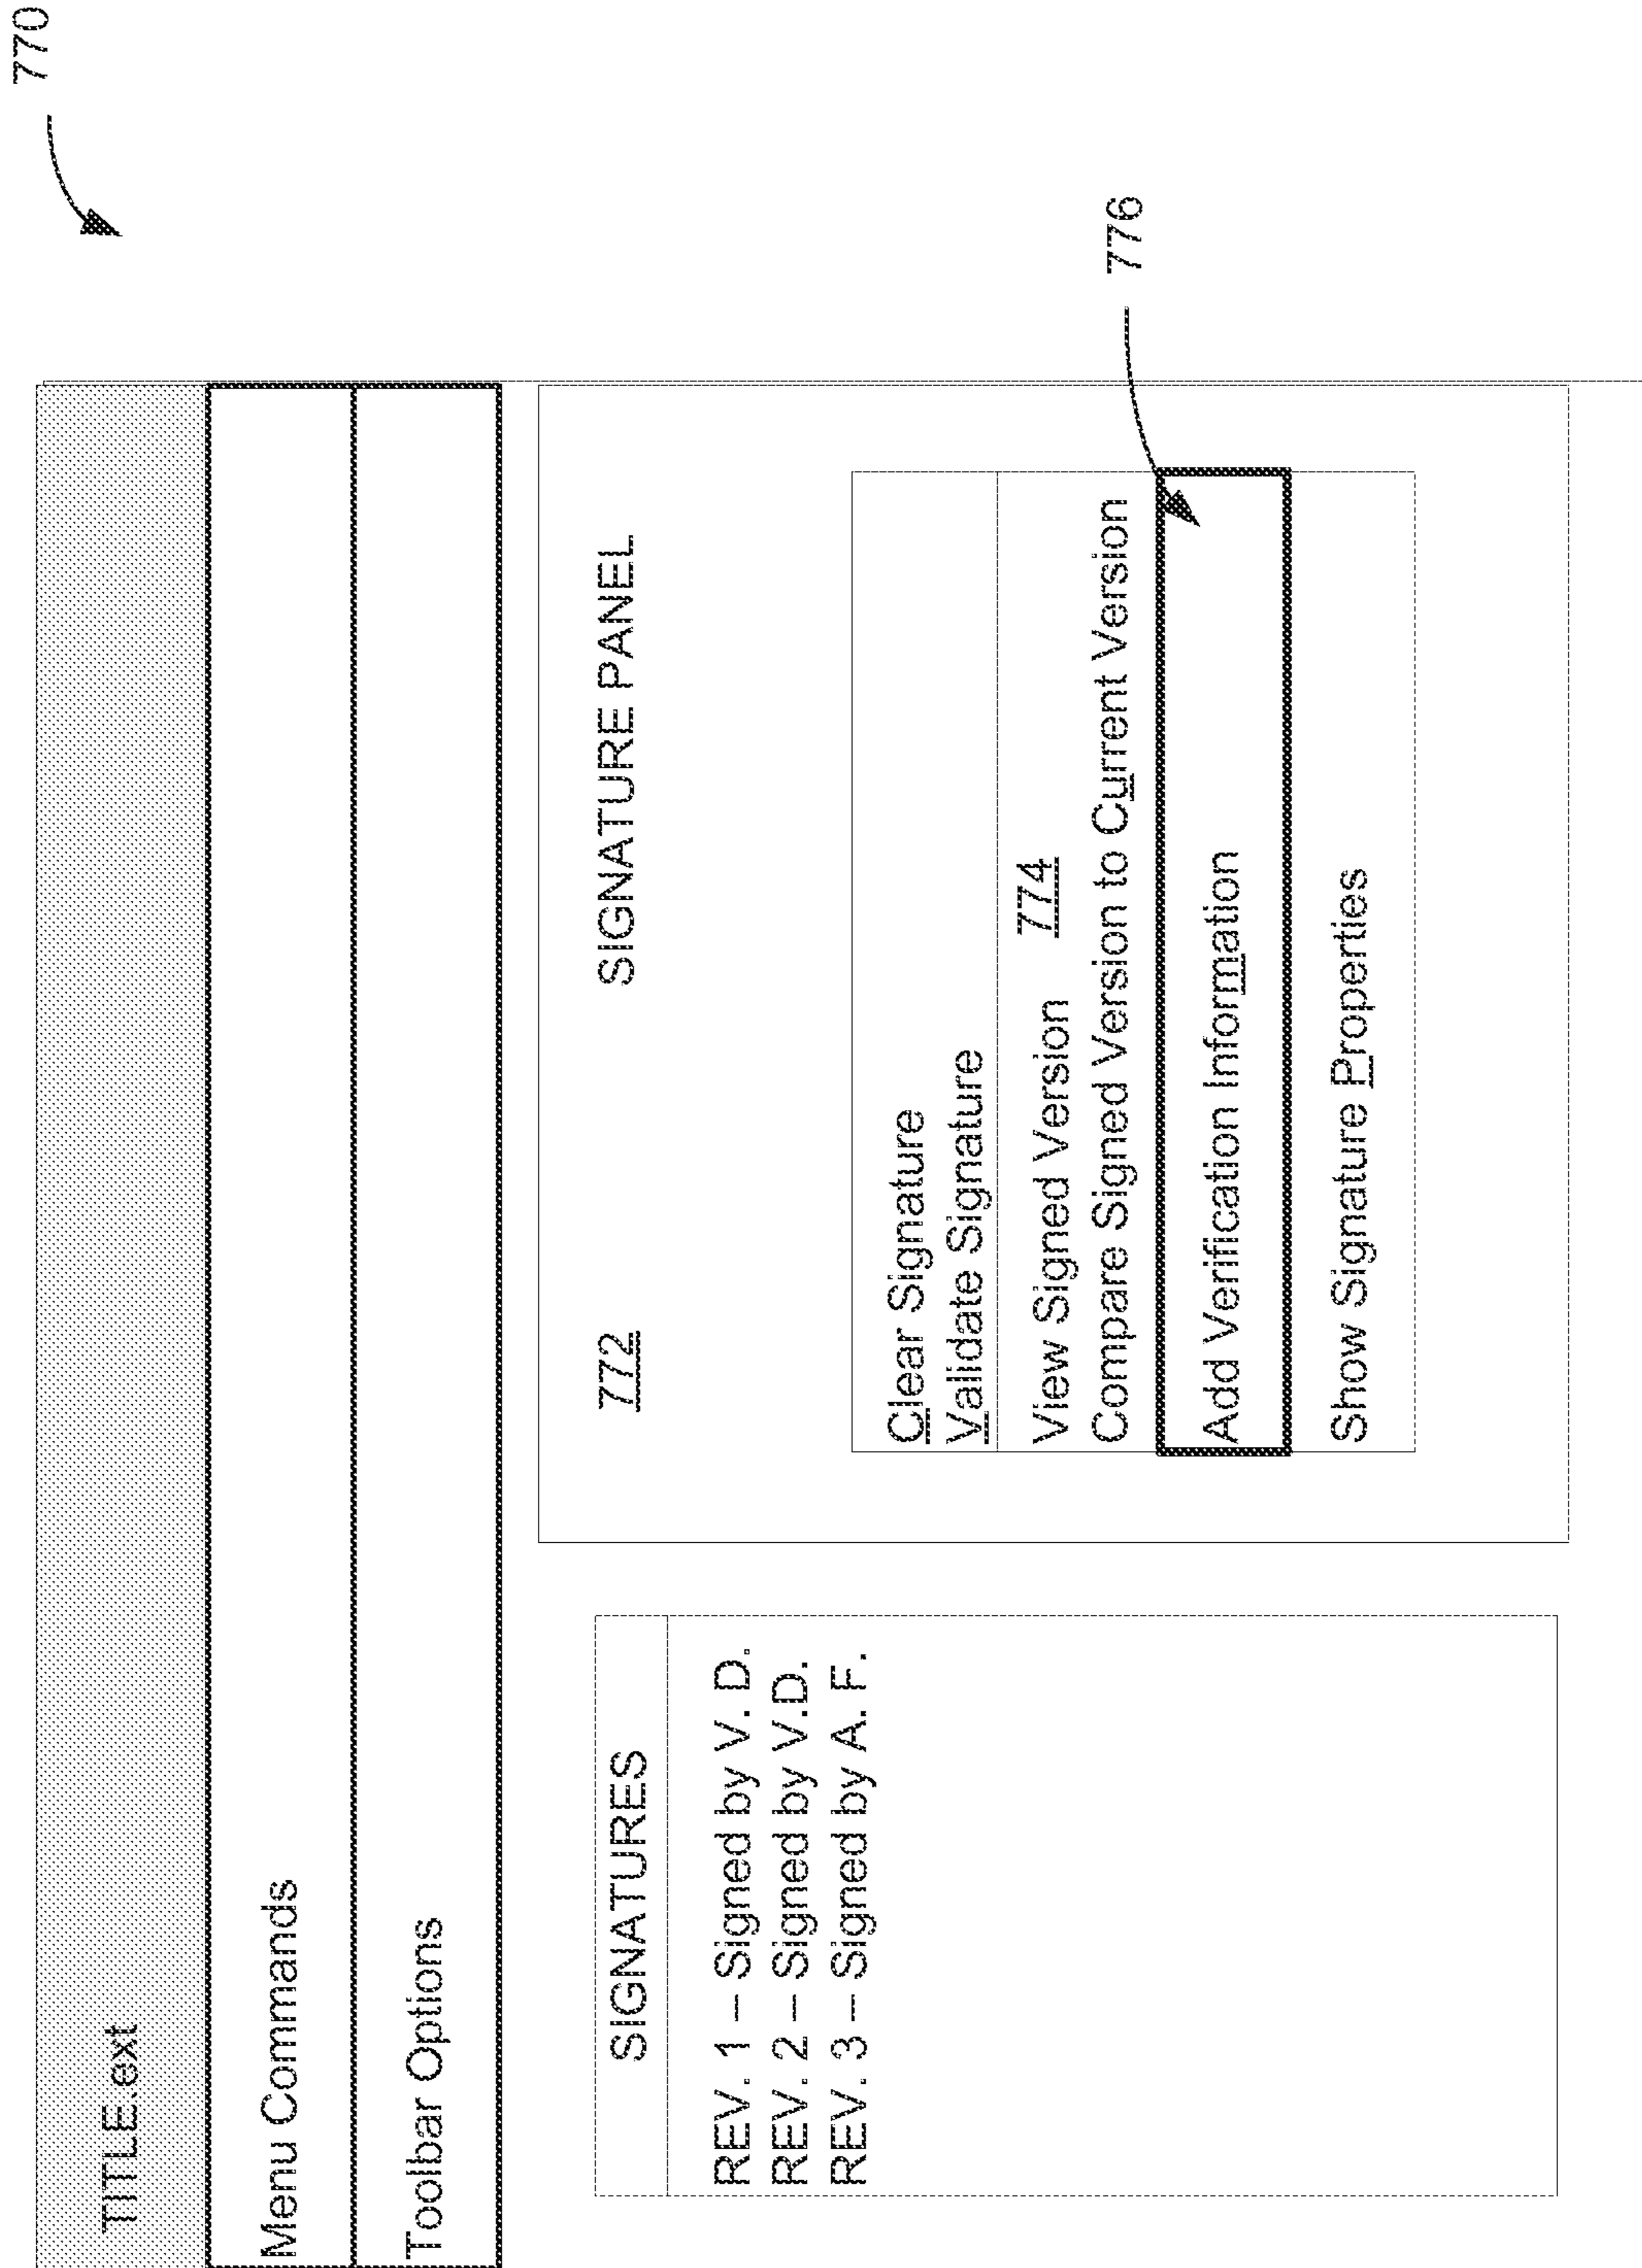 770
TITLE.ext
Menu Commands
Toolbar Options
SIGNATURES
REV. 1 – Signed by V. D.
REV. 2 – Signed by V.D.
REV. 3 – Signed by A. F.
772
SIGNATURE PANEL
Clear Signature
Validate Signature
View Signed Version 774
Compare Signed Version to Current Version
Add Verification Information
Show Signature Properties
776